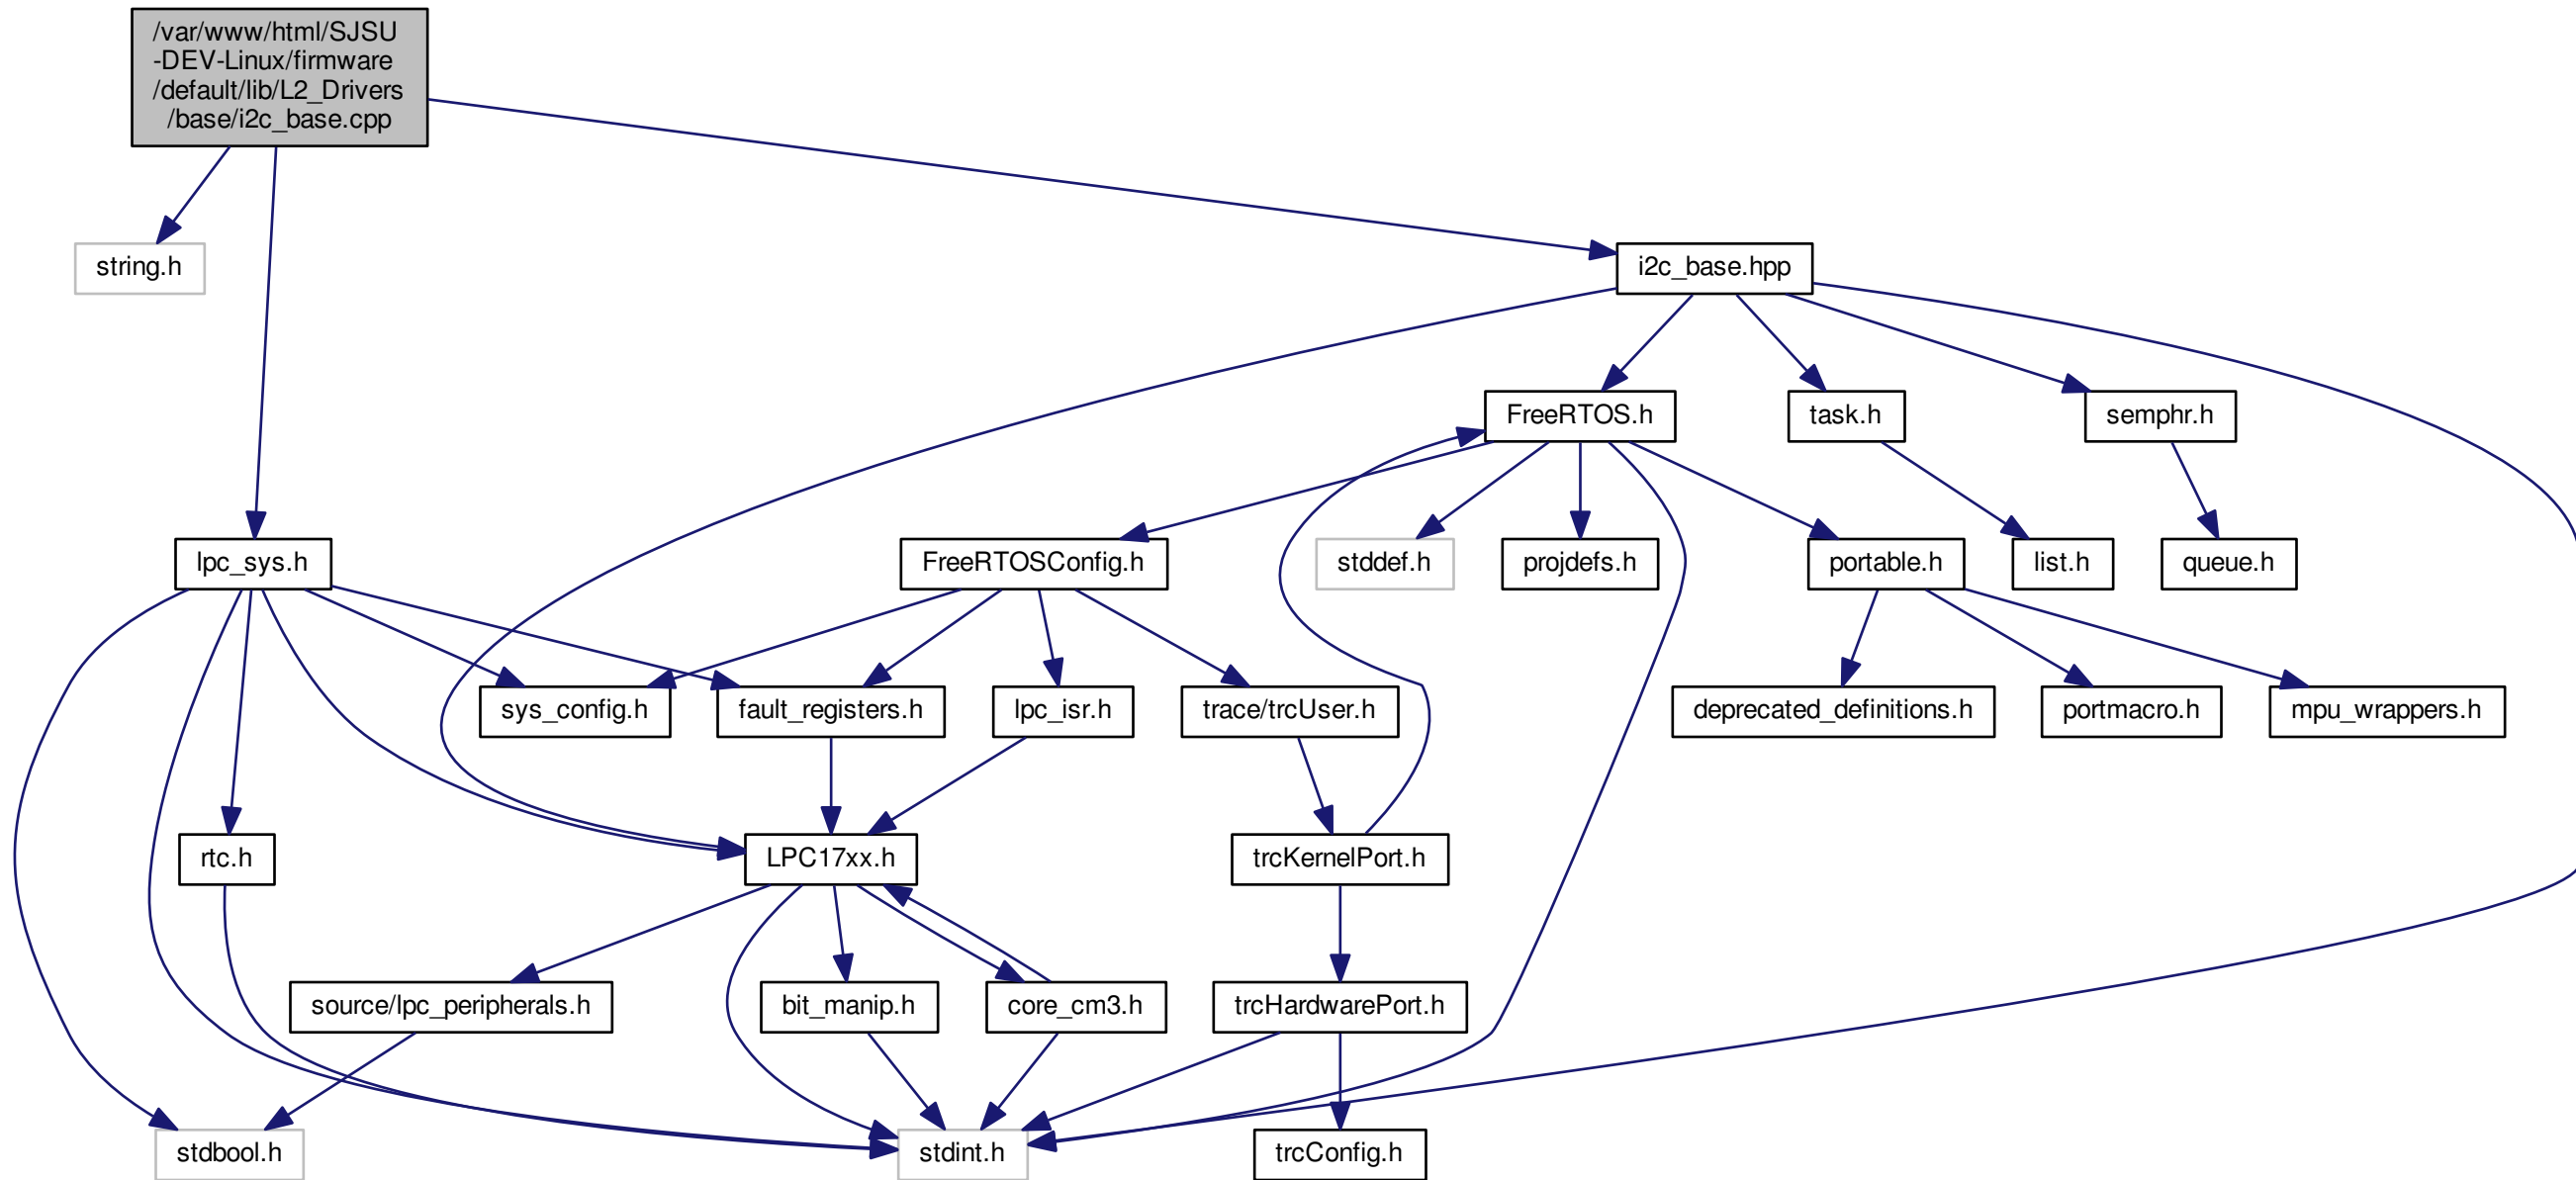 /var/www/html/SJSU
-DEV-Linux/firmware
/default/lib/L2_Drivers
/base/i2c_base.cpp
string.h
i2c_base.hpp
FreeRTOS.h
task.h
semphr.h
lpc_sys.h
FreeRTOSConfig.h
stddef.h
projdefs.h
portable.h
list.h
queue.h
sys_config.h
fault_registers.h
lpc_isr.h
trace/trcUser.h
deprecated_definitions.h
portmacro.h
mpu_wrappers.h
rtc.h
LPC17xx.h
trcKernelPort.h
source/lpc_peripherals.h
bit_manip.h
core_cm3.h
trcHardwarePort.h
stdbool.h
stdint.h
trcConfig.h